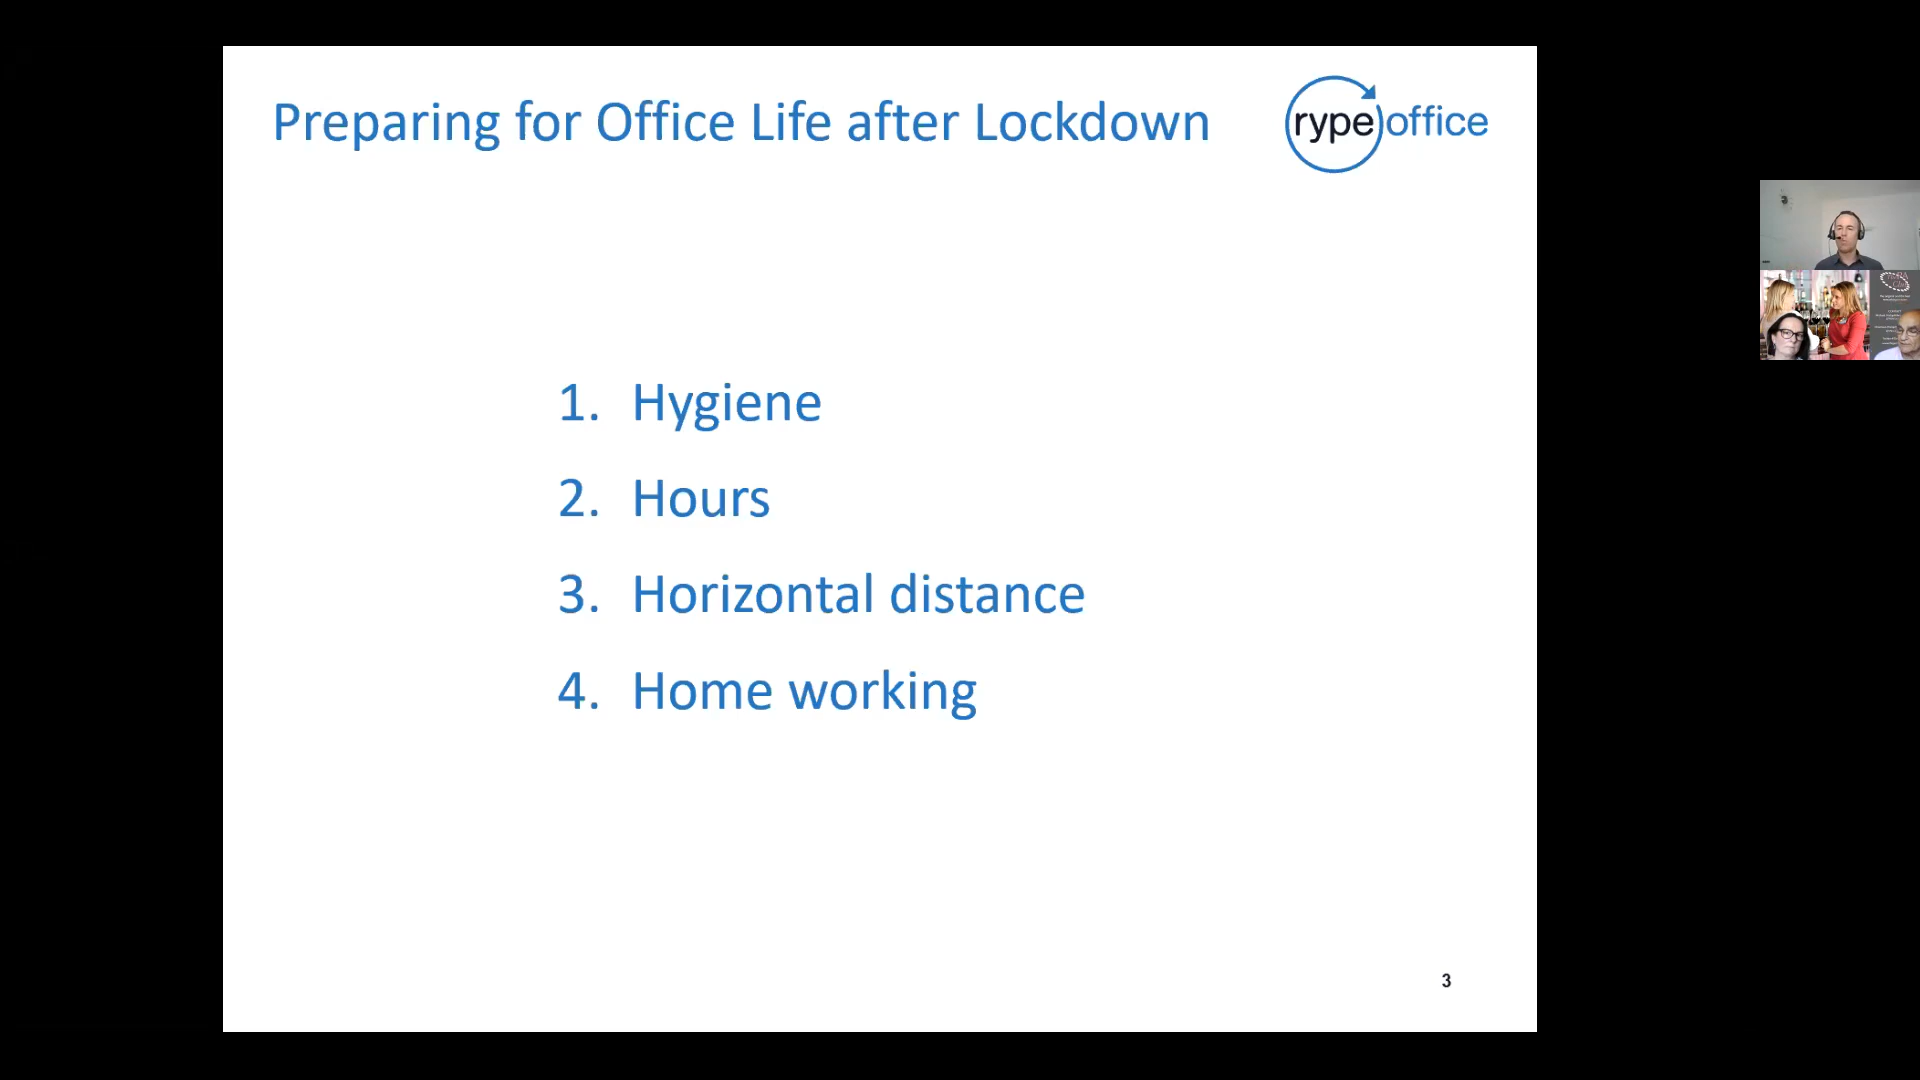 Preparing for Office Life after Lockdown
rype office
1. Hygiene
2. Hours
3. Horizontal distance
4. Home working
3